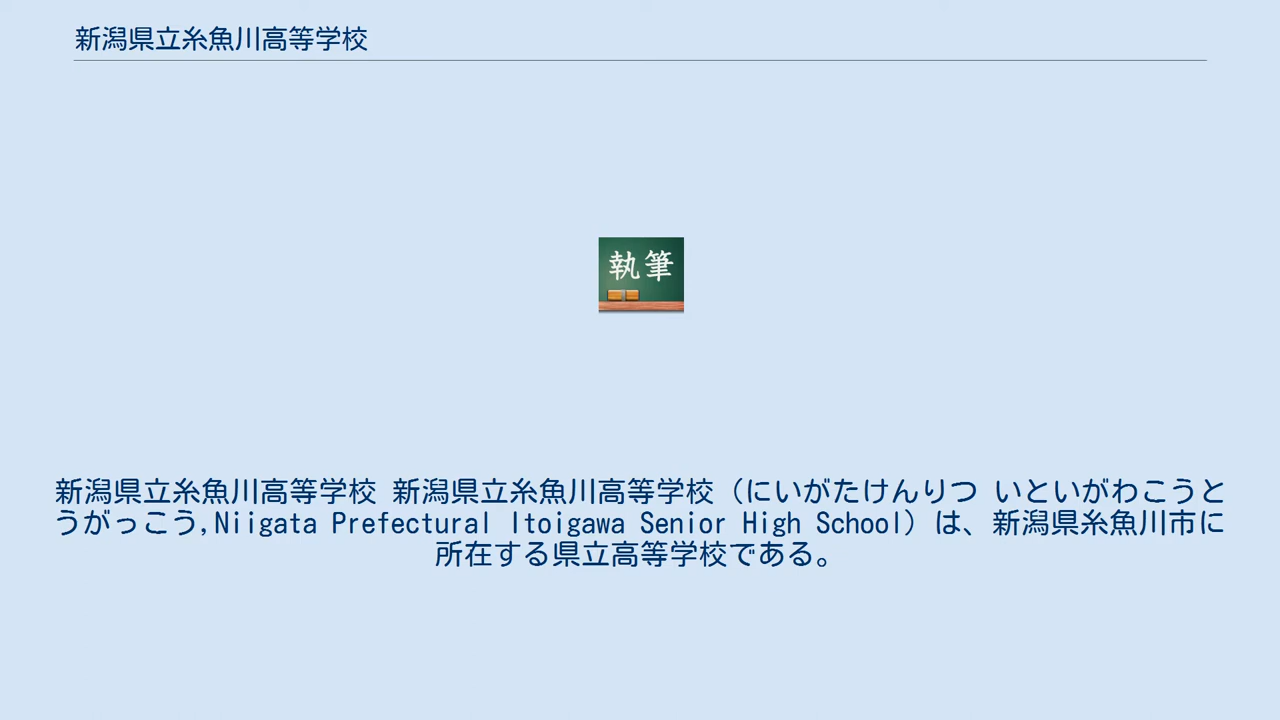 新潟県立糸魚川高等学校
執筆
新潟県立糸魚川高等学校 新潟県立糸魚川高等学校（にいがたけんりつ いといがわこうと
うがっこう,Niigata Prefectural Itoigawa Senior High School）は、新潟県糸魚川市に
所在する県立高等学校である。